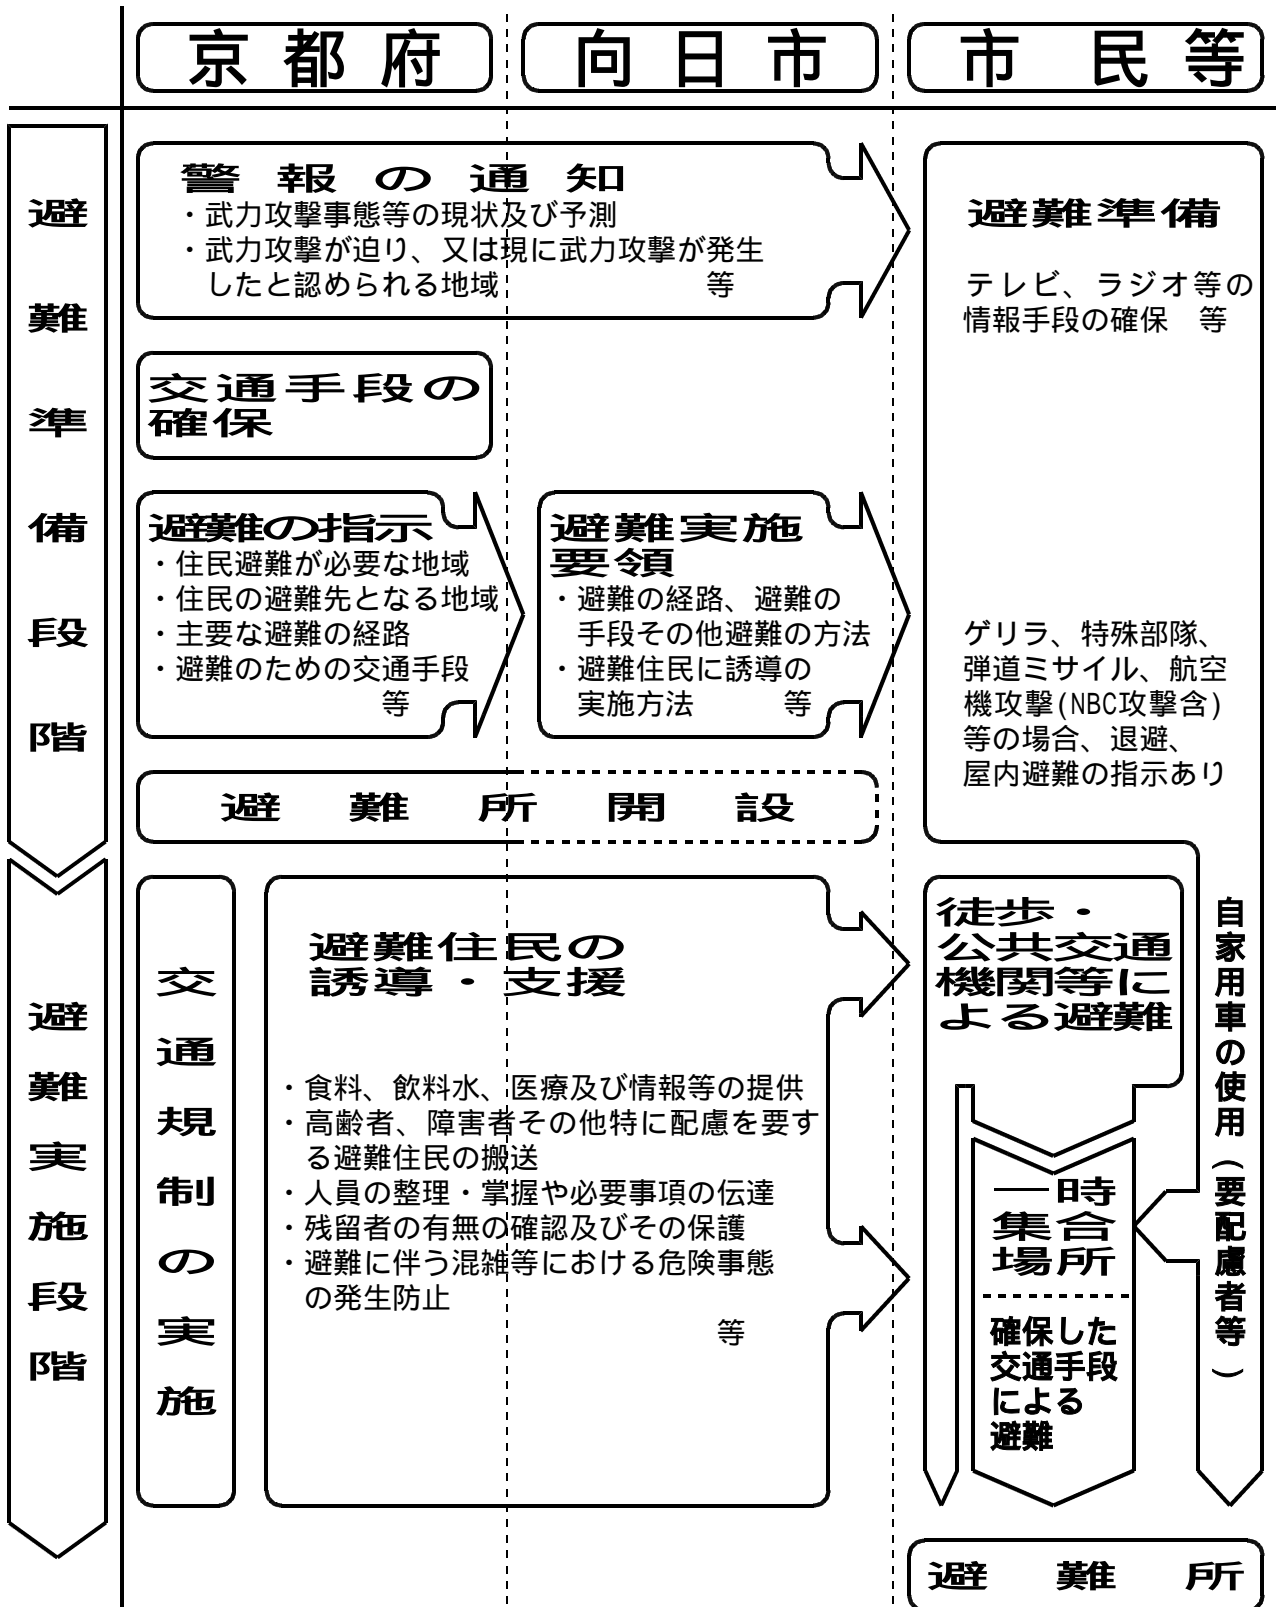 京都府
向日市
市民等
避難準備段階
警報の通知
・武力攻撃事態等の現状及び予測
・武力攻撃が迫り、又は現に武力攻撃が発生
したと認められる地域 等
避難準備
テレビ、ラジオ等の
情報手段の確保 等
交通手段の
確保
避難の指示
・住民避難が必要な地域
・住民の避難先となる地域
・主要な避難の経路
・避難のための交通手段
等
避難実施
要領
・避難の経路、避難の
手段その他避難の方法
・避難住民に誘導の
実施方法 等
ゲリラ、特殊部隊、
弾道ミサイル、航空
機攻撃(NBC攻撃含)
等の場合、退避、
屋内避難の指示あり
避難所開設
避難実施段階
交通規制の実施
避難住民の
誘導・支援
・食料、飲料水、医療及び情報等の提供
・高齢者、障害者その他特に配慮を要す
る避難住民の搬送
・人員の整理・掌握や必要事項の伝達
・残留者の有無の確認及びその保護
・避難に伴う混雑等における危険事態
の発生防止
等
徒歩・
公共交通
機関等に
よる避難
一時
集合
場所
確保した
交通手段
による
避難
自家用車の使用(要配慮者等)
避難所